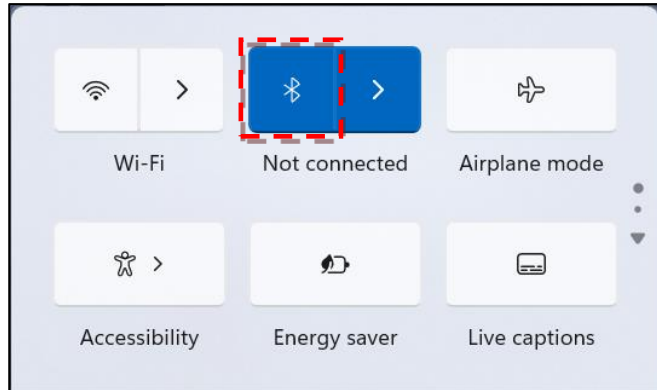 Wi-Fi
Not connected
Airplane mode
Accessibility
Energy saver
Live captions